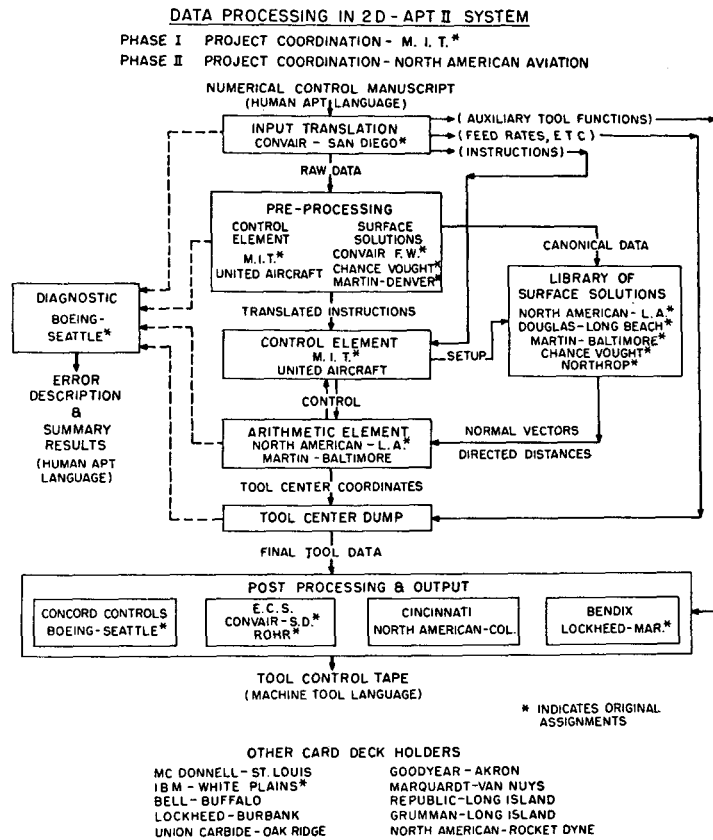 DATA PROCESSING IN 2D-APT II SYSTEM
PHASE I PROJECT COORDINATION - M. I. T.*
PHASE II PROJECT COORDINATION - NORTH AMERICAN AVIATION
NUMERICAL CONTROL MANUSCRIPT
(HUMAN APT LANGUAGE)
INPUT TRANSLATION
CONVAIR - SAN DIEGO*
(AUXILIARY TOOL FUNCTIONS)
(FEED RATES, ETC)
(INSTRUCTIONS)
RAW DATA
PRE-PROCESSING
CONTROL
ELEMENT
M.I.T.*
UNITED AIRCRAFT
SURFACE
SOLUTIONS
CONVAIR F.W.*
CHANCE VOUGHT*
MARTIN-DENVER*
CANONICAL DATA
LIBRARY OF
SURFACE SOLUTIONS
NORTH AMERICAN - L.A.*
DOUGLAS-LONG BEACH*
MARTIN-BALTIMORE*
CHANCE VOUGHT*
NORTHROP*
DIAGNOSTIC
BOEING-
SEATTLE*
TRANSLATED INSTRUCTIONS
CONTROL ELEMENT
M. I. T.*
UNITED AIRCRAFT
SETUP
ERROR
DESCRIPTION
&
SUMMARY
RESULTS
(HUMAN APT
LANGUAGE)
CONTROL
ARITHMETIC ELEMENT
NORTH AMERICAN - L.A.*
MARTIN-BALTIMORE
NORMAL VECTORS
DIRECTED DISTANCES
TOOL CENTER COORDINATES
TOOL CENTER DUMP
FINAL TOOL DATA
POST PROCESSING & OUTPUT
CONCORD CONTROLS
BOEING-SEATTLE*
E.C.S.
CONVAIR-S.D.*
ROHR*
CINCINNATI
NORTH AMERICAN-COL.
BENDIX
LOCKHEED-MAR.*
TOOL CONTROL TAPE
(MACHINE TOOL LANGUAGE)
* INDICATES ORIGINAL
ASSIGNMENTS
OTHER CARD DECK HOLDERS
MC DONNELL-ST. LOUIS
IBM - WHITE PLAINS*
BELL-BUFFALO
LOCKHEED-BURBANK
UNION CARBIDE-OAK RIDGE
GOODYEAR-AKRON
MARQUARDT-VAN NUYS
REPUBLIC-LONG ISLAND
GRUMMAN-LONG ISLAND
NORTH AMERICAN-ROCKET DYNE